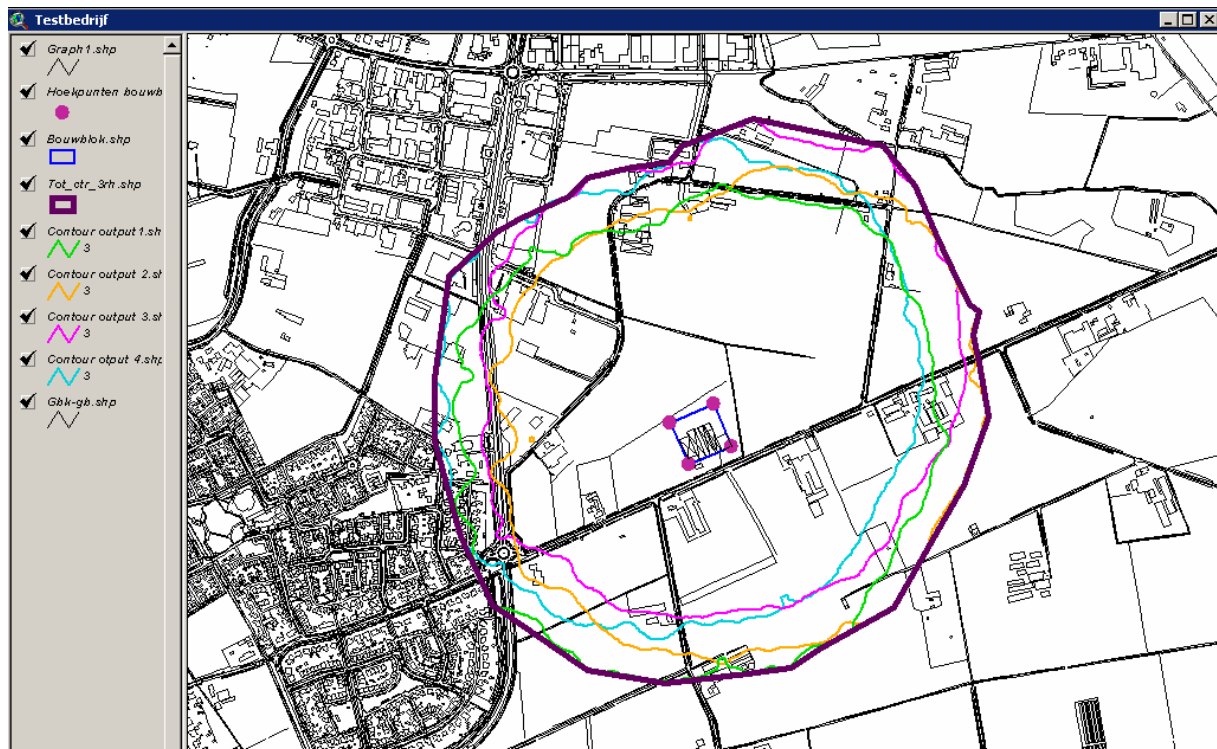 Testbedrijf
Graph1.shp
Hoekpunten bouwb
Bouwblok.shp
Tot_ctr_3rh.shp
Contour output 1.sh
3
Contour output 2.sh
3
Contour output 3.sh
3
Contour otput 4.shp
3
Gbk-gb.shp